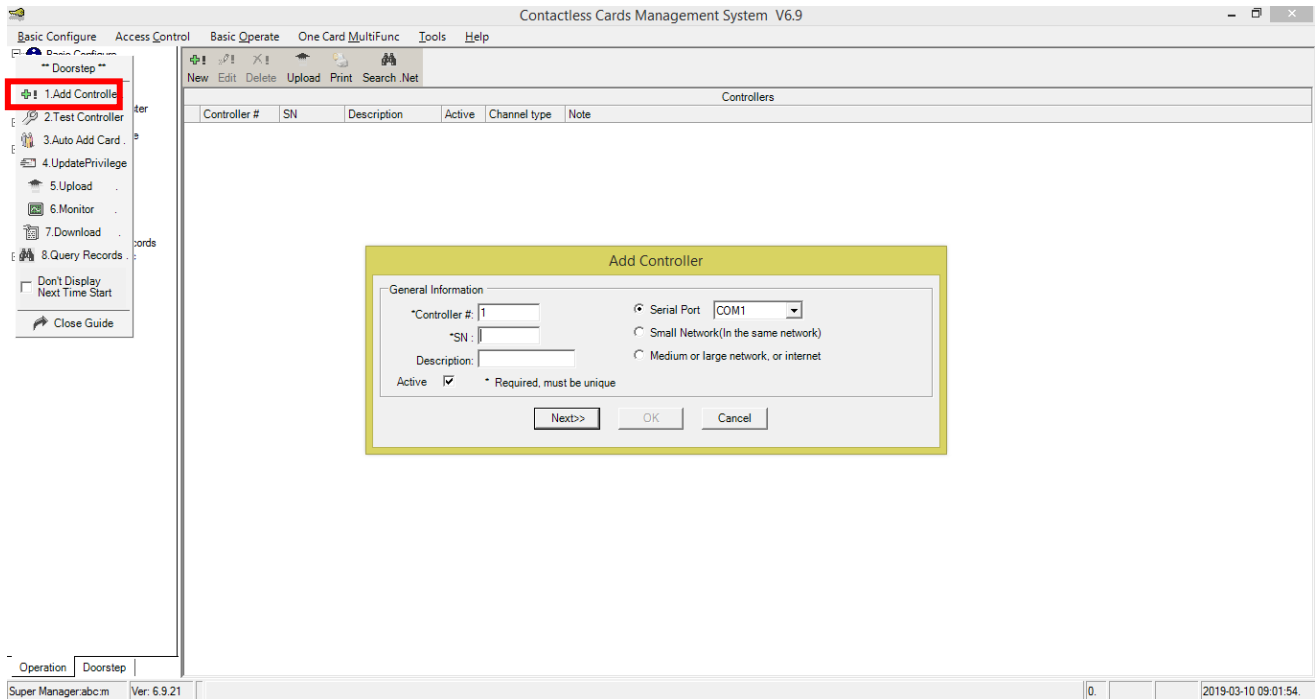 Contactless Cards Management System V6.9
Basic Configure Access Control Basic Operate One Card MultiFunc Tools Help
** Doorstep **
1.Add Controlle
2.Test Controller
3.Auto Add Card .
4.UpdatePrivilege
5.Upload .
6.Monitor .
7.Download .
8.Query Records .
Don't Display
Next Time Start
Close Guide
ter
e
cords
New Edit Delete Upload Print Search .Net
Controllers
Controller # SN Description Active Channel type Note
Add Controller
General Information
*Controller #: 1
*SN :
Description:
Active * Required, must be unique
Serial Port COM1
Small Network(In the same network)
Medium or large network, or internet
Next>> OK Cancel
Operation Doorstep
Super Manager:abc:m Ver: 6.9.21 0. 2019-03-10 09:01:54.